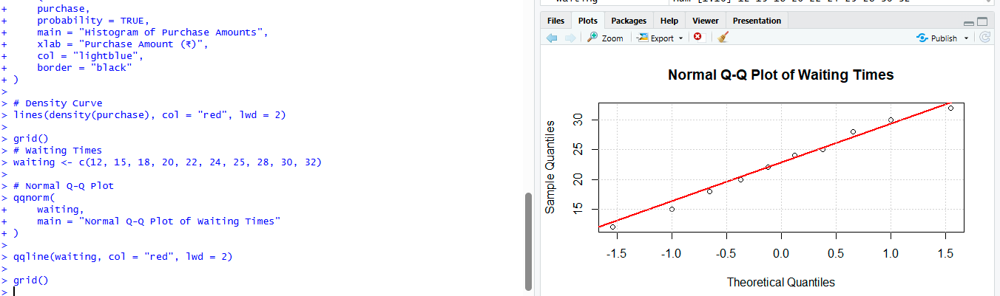 +     purchase,
+     probability = TRUE,
+     main = "Histogram of Purchase Amounts",
+     xlab = "Purchase Amount (₹)",
+     col = "lightblue",
+     border = "black"
+ )
>
> # Density Curve
> lines(density(purchase), col = "red", lwd = 2)
>
> grid()
> # Waiting Times
> waiting <- c(12, 15, 18, 20, 22, 24, 25, 28, 30, 32)
>
> # Normal Q-Q Plot
> qqnorm(
+     waiting,
+     main = "Normal Q-Q Plot of Waiting Times"
+ )
>
> qqline(waiting, col = "red", lwd = 2)
>
> grid()
>
Files Plots Packages Help Viewer Presentation
Zoom Export Publish
Normal Q-Q Plot of Waiting Times
Sample Quantiles
30
25
20
15
-1.5 -1.0 -0.5 0.0 0.5 1.0 1.5
Theoretical Quantiles